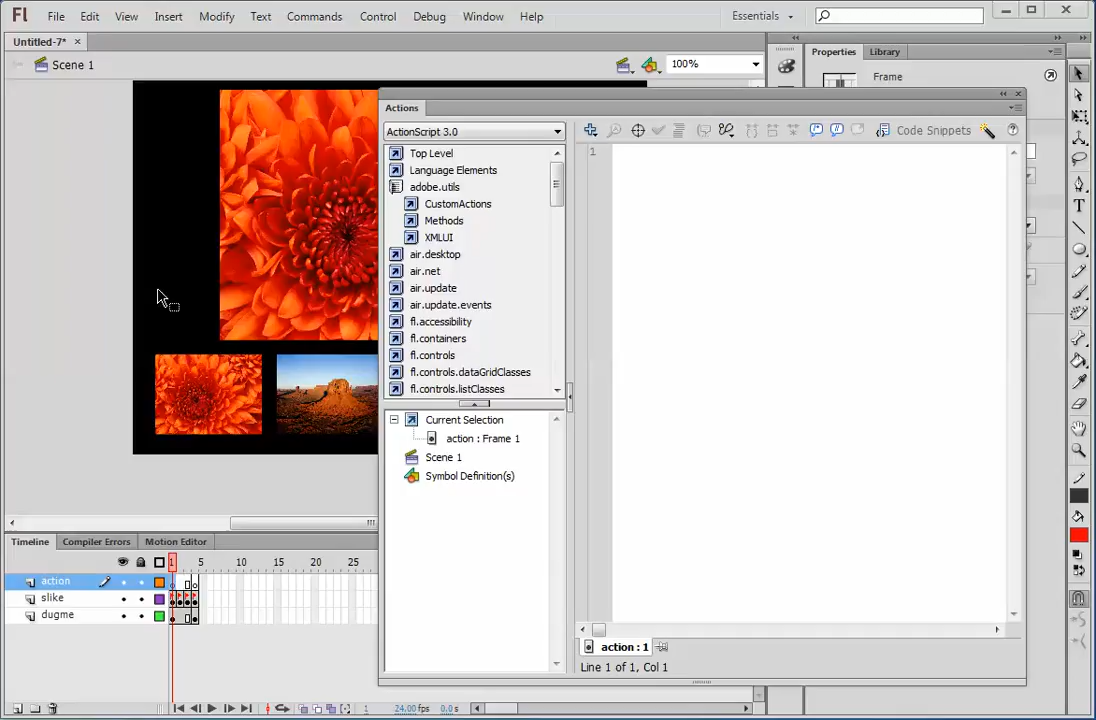 Fl File Edit View Insert Modify Text Commands Control Debug Window Help Essentials
Untitled-7* ×
Scene 1 100%
Properties Library
Frame
Actions
ActionScript 3.0
Code Snippets
Top Level
Language Elements
adobe.utils
CustomActions
Methods
XMLUI
air.desktop
air.net
air.update
air.update.events
fl.accessibility
fl.containers
fl.controls
fl.controls.dataGridClasses
fl.controls.listClasses
1
Current Selection
action : Frame 1
Scene 1
Symbol Definition(s)
action : 1
Line 1 of 1, Col 1
Timeline Compiler Errors Motion Editor
1 5 10 15 20 25
action
slike
dugme
1 24.00 fps 0.0 s